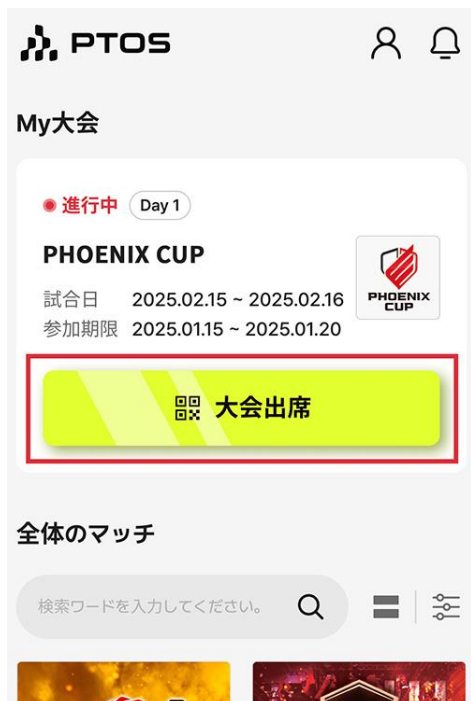 PTOS
My大会
進行中 Day 1
PHOENIX CUP
試合日 2025.02.15 ~ 2025.02.16
参加期限 2025.01.15 ~ 2025.01.20
PHOENIX
CUP
大会出席
全体のマッチ
検索ワードを入力してください。